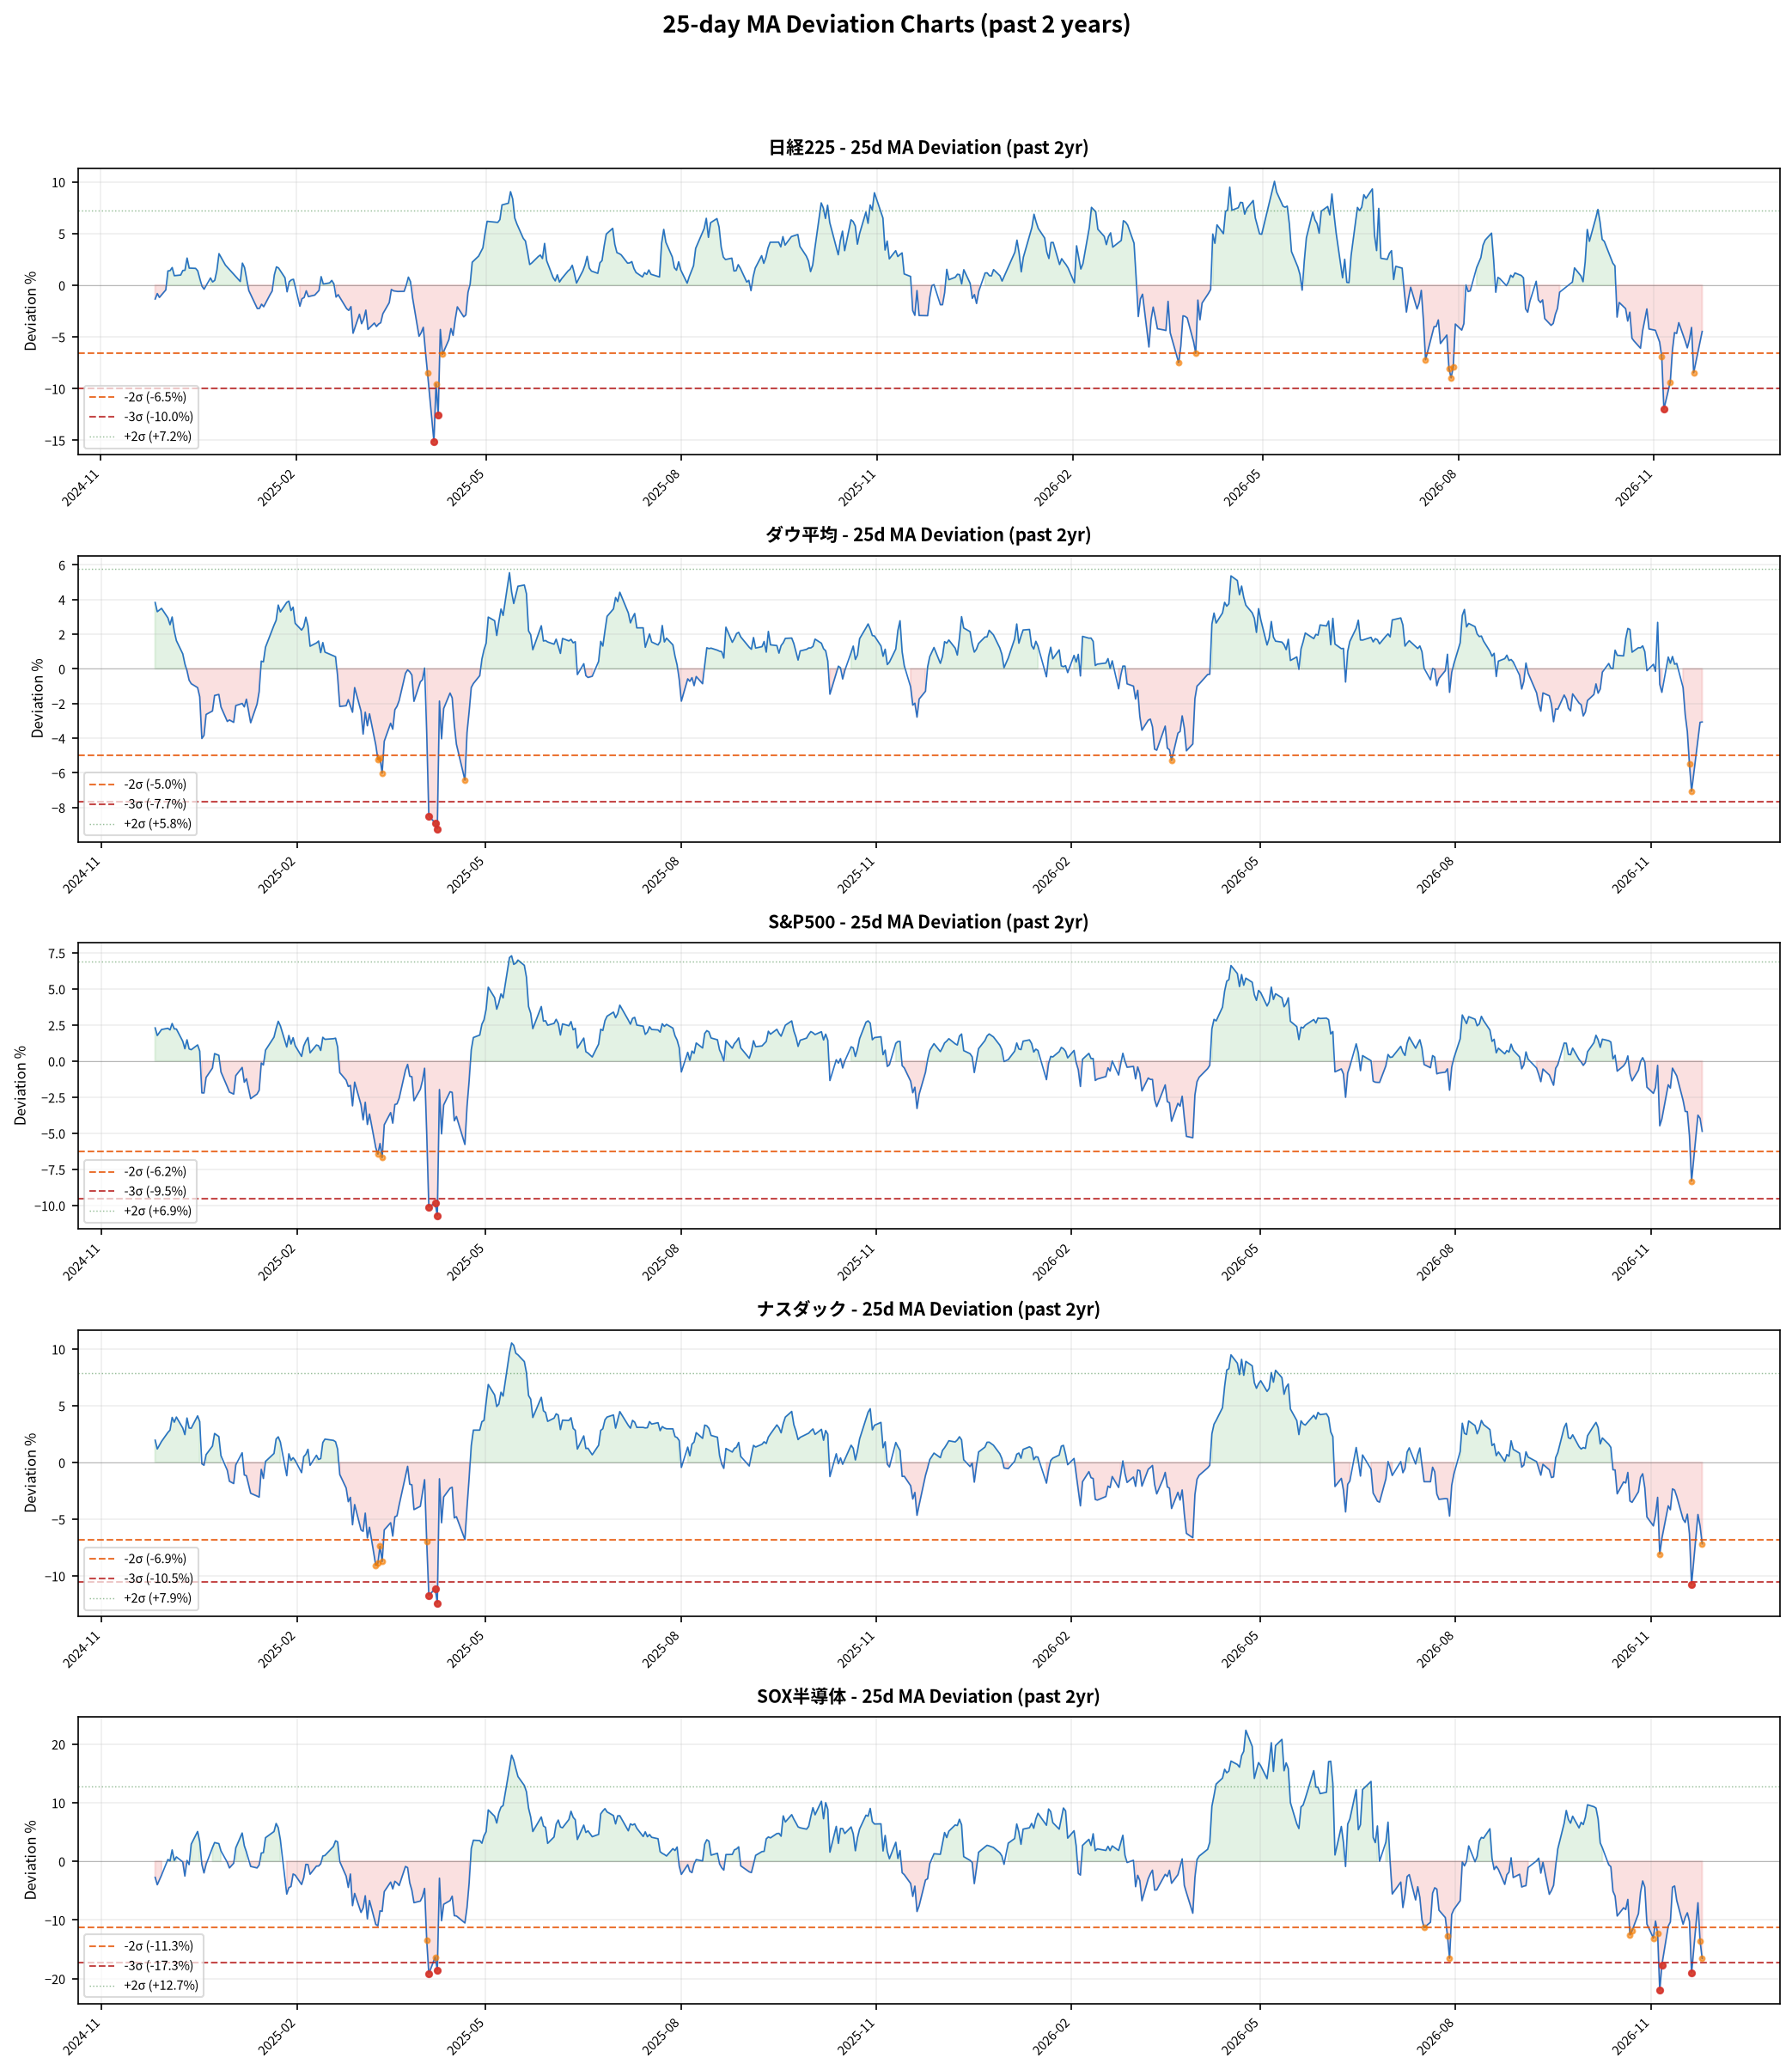 25-day MA Deviation Charts (past 2 years)
日経225 - 25d MA Deviation (past 2yr)
Deviation %
10
5
0
−5
−10
−15
-2σ (-6.5%)
-3σ (-10.0%)
+2σ (+7.2%)
2024-11
2025-02
2025-05
2025-08
2025-11
2026-02
2026-05
2026-08
2026-11
ダウ平均 - 25d MA Deviation (past 2yr)
Deviation %
6
4
2
0
−2
−4
−6
−8
-2σ (-5.0%)
-3σ (-7.7%)
+2σ (+5.8%)
2024-11
2025-02
2025-05
2025-08
2025-11
2026-02
2026-05
2026-08
2026-11
S&P500 - 25d MA Deviation (past 2yr)
Deviation %
7.5
5.0
2.5
0.0
−2.5
−5.0
−7.5
−10.0
-2σ (-6.2%)
-3σ (-9.5%)
+2σ (+6.9%)
2024-11
2025-02
2025-05
2025-08
2025-11
2026-02
2026-05
2026-08
2026-11
ナスダック - 25d MA Deviation (past 2yr)
Deviation %
10
5
0
−5
−10
-2σ (-6.9%)
-3σ (-10.5%)
+2σ (+7.9%)
2024-11
2025-02
2025-05
2025-08
2025-11
2026-02
2026-05
2026-08
2026-11
SOX半導体 - 25d MA Deviation (past 2yr)
Deviation %
20
10
0
−10
−20
-2σ (-11.3%)
-3σ (-17.3%)
+2σ (+12.7%)
2024-11
2025-02
2025-05
2025-08
2025-11
2026-02
2026-05
2026-08
2026-11